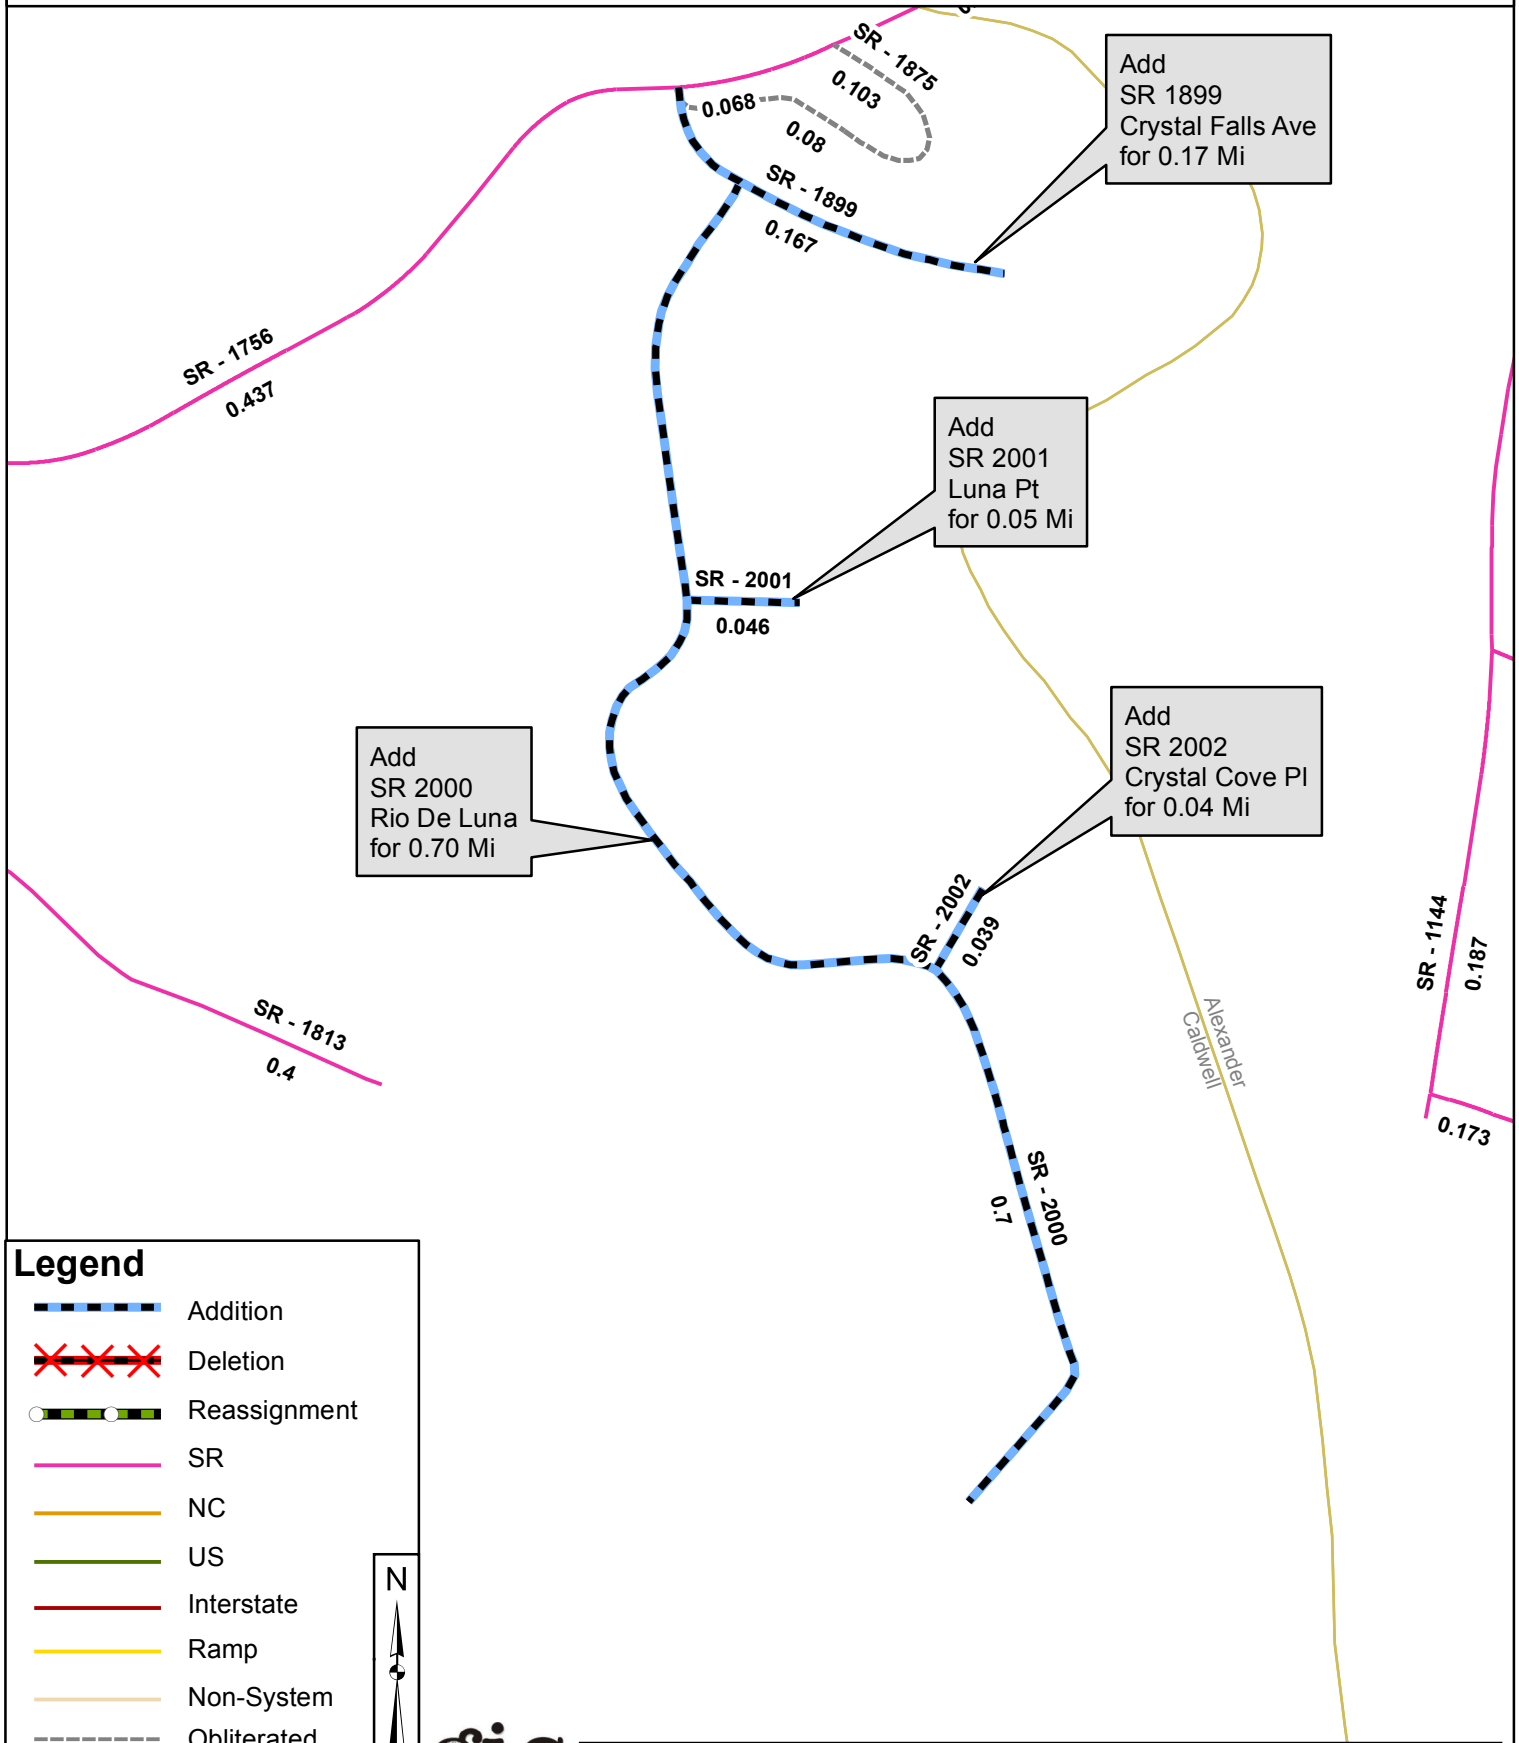 SR - 1875
0.103
0.068
0.08
Add
SR 1899
Crystal Falls Ave
for 0.17 Mi
SR - 1899
0.167
SR - 1756
0.437
Add
SR 2001
Luna Pt
for 0.05 Mi
SR - 2001
0.046
Add
SR 2000
Rio De Luna
for 0.70 Mi
Add
SR 2002
Crystal Cove Pl
for 0.04 Mi
SR - 2002
0.039
SR - 1144
0.187
0.173
Alexander
Caldwell
SR - 1813
0.4
SR - 2000
0.7
Legend
Addition
Deletion
Reassignment
SR
NC
US
Interstate
Ramp
Non-System
Obliterated
N